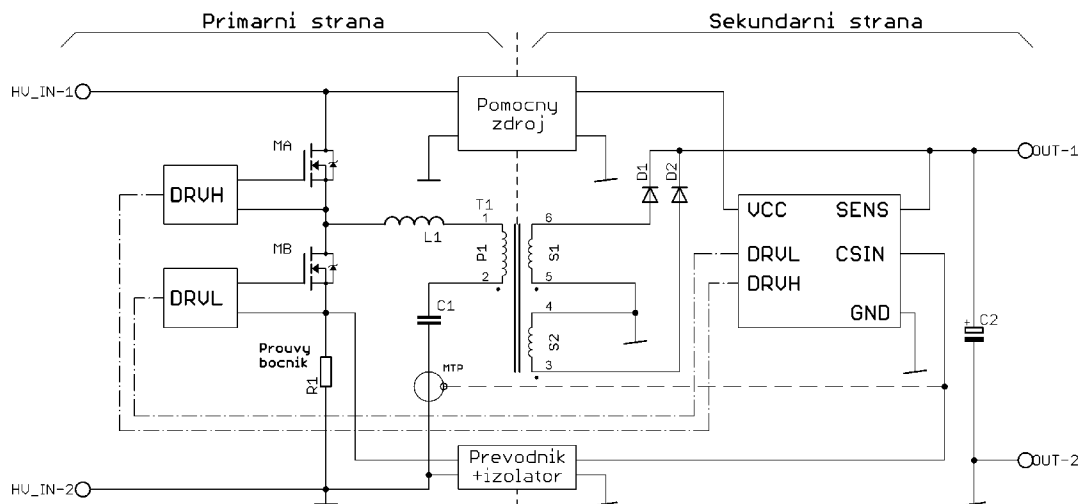 Primarni strana
Sekundarni strana
HV_IN-1
Pomocny
zdroj
MA
DRVH
OUT-1
D1
D2
VCC
SENS
T1
1
6
L1
P1
S1
MB
DRVL
CSIN
DRVL
DRVH
2
5
C1
4
GND
+
C2
Prouvy
bocnik
R1
S2
MTP
3
Prevodnik
+izolator
OUT-2
HV_IN-2